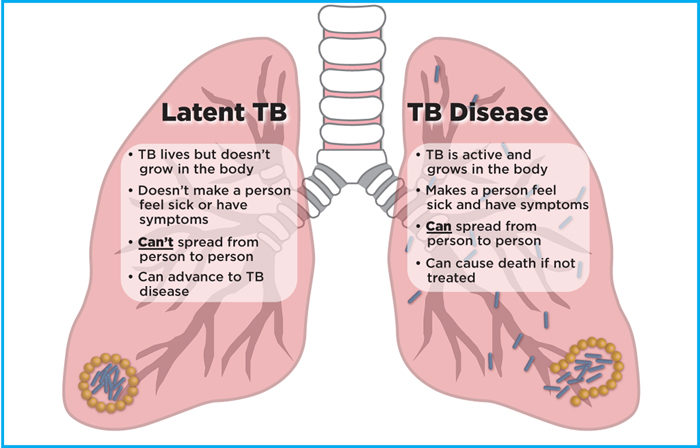 Latent TB
• TB lives but doesn't
grow in the body
• Doesn't make a person
feel sick or have
symptoms
• Can't spread from
person to person
• Can advance to TB
disease
TB Disease
• TB is active and
grows in the body
• Makes a person feel
sick and have symptoms
• Can spread from
person to person
• Can cause death if not
treated